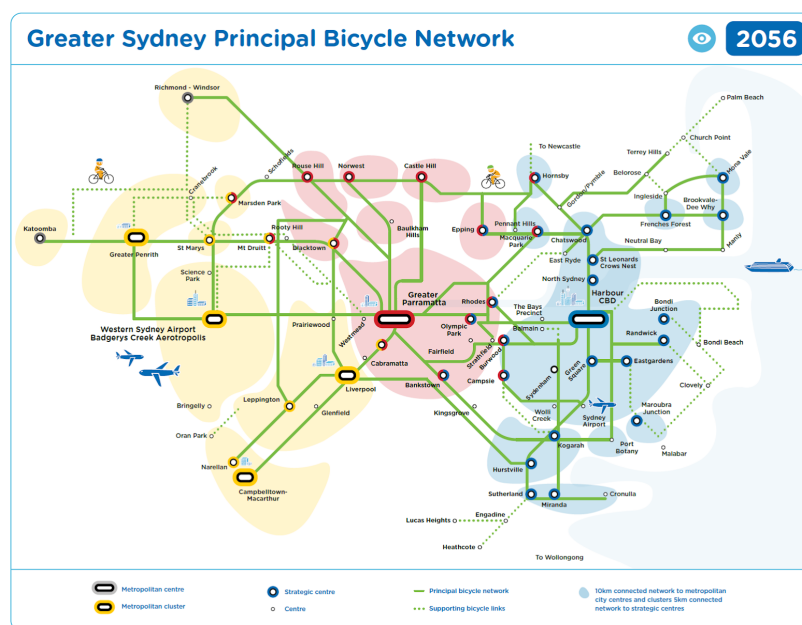 Greater Sydney Principal Bicycle Network
2056
Richmond - Windsor
Palm Beach
Church Point
To Newcastle
Terrey Hills
Schofields
Rouse Hill
Norwest
Castle Hill
Hornsby
Belrose
Mona Vale
Cranebrook
Marsden Park
Gordon/Pymble
Ingleside
Brookvale-
Dee Why
Katoomba
Rooty Hill
Baulkham
Hills
Epping
Pennant Hills
Macquarie
Park
Chatswood
Frenches Forest
Greater Penrith
St Marys
Mt Druitt
Blacktown
East Ryde
St Leonards
Crows Nest
Neutral Bay
Manly
Science
Park
North Sydney
Greater
Parramatta
Rhodes
Harbour
CBD
The Bays
Precinct
Bondi
Junction
Western Sydney Airport
Badgerys Creek Aerotropolis
Prairiewood
Westmead
Olympic
Park
Balmain
Randwick
Bondi Beach
Cabramatta
Fairfield
Strathfield
Burwood
Green
Square
Eastgardens
Liverpool
Bankstown
Campsie
Sydenham
Clovelly
Bringelly
Leppington
Glenfield
Kingsgrove
Wolli
Creek
Sydney
Airport
Maroubra
Junction
Oran Park
Kogarah
Port
Botany
Malabar
Narellan
Hurstville
Campbelltown-
Macarthur
Sutherland
Miranda
Cronulla
Lucas Heights
Engadine
Heathcote
To Wollongong
Metropolitan centre
Metropolitan cluster
Strategic centre
Centre
Principal bicycle network
Supporting bicycle links
10km connected network to metropolitan
city centres and clusters 5km connected
network to strategic centres